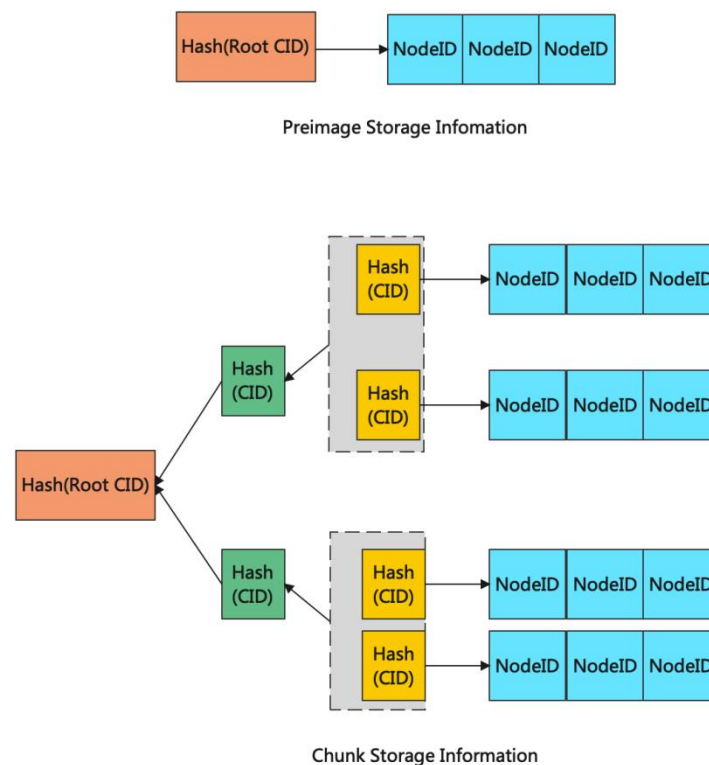 Hash(Root CID)
NodeID NodeID NodeID
Preimage Storage Infomation
Hash
(CID)
NodeID NodeID NodeID
Hash
(CID)
Hash
(CID)
NodeID NodeID NodeID
Hash(Root CID)
Hash
(CID)
Hash
(CID)
NodeID NodeID NodeID
Hash
(CID)
NodeID NodeID NodeID
Chunk Storage Information